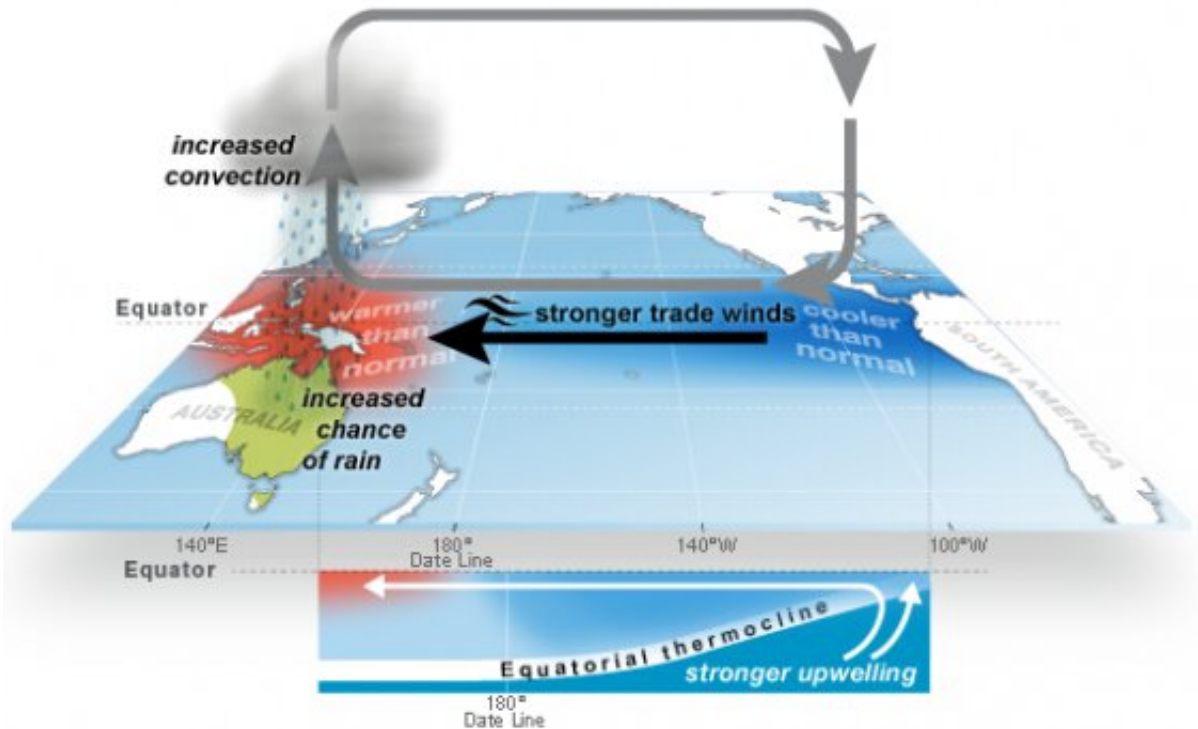 increased
convection
Equator
warmer
than
normal
stronger trade winds
cooler
than
normal
SOUTH AMERICA
AUSTRALIA
increased
chance
of rain
140°E
180°
Date Line
140°W
100°W
Equator
Equatorial thermocline
stronger upwelling
180°
Date Line